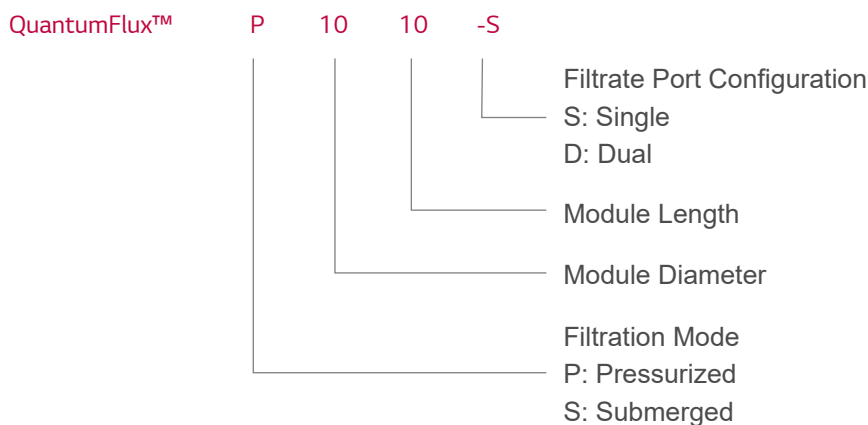 QuantumFlux™ P 10 10 -S
Filtrate Port Configuration
S: Single
D: Dual
Module Length
Module Diameter
Filtration Mode
P: Pressurized
S: Submerged